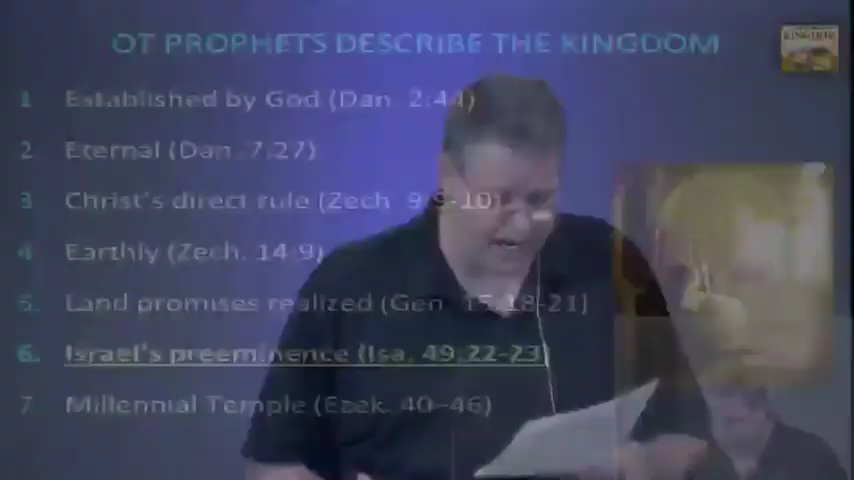 OT PROPHETS DESCRIBE THE KINGDOM
KINGDOM
1 Established by God (Dan. 2:44)
2 Eternal (Dan. 7:27)
3 Christ's direct rule (Zech. 9:9-10)
4 Earthly (Zech. 14:9)
5. Land promises realized (Gen. 15:18-21)
6. Israel's preeminence (Isa. 49:22-23)
7 Millennial Temple (Ezek. 40–46)